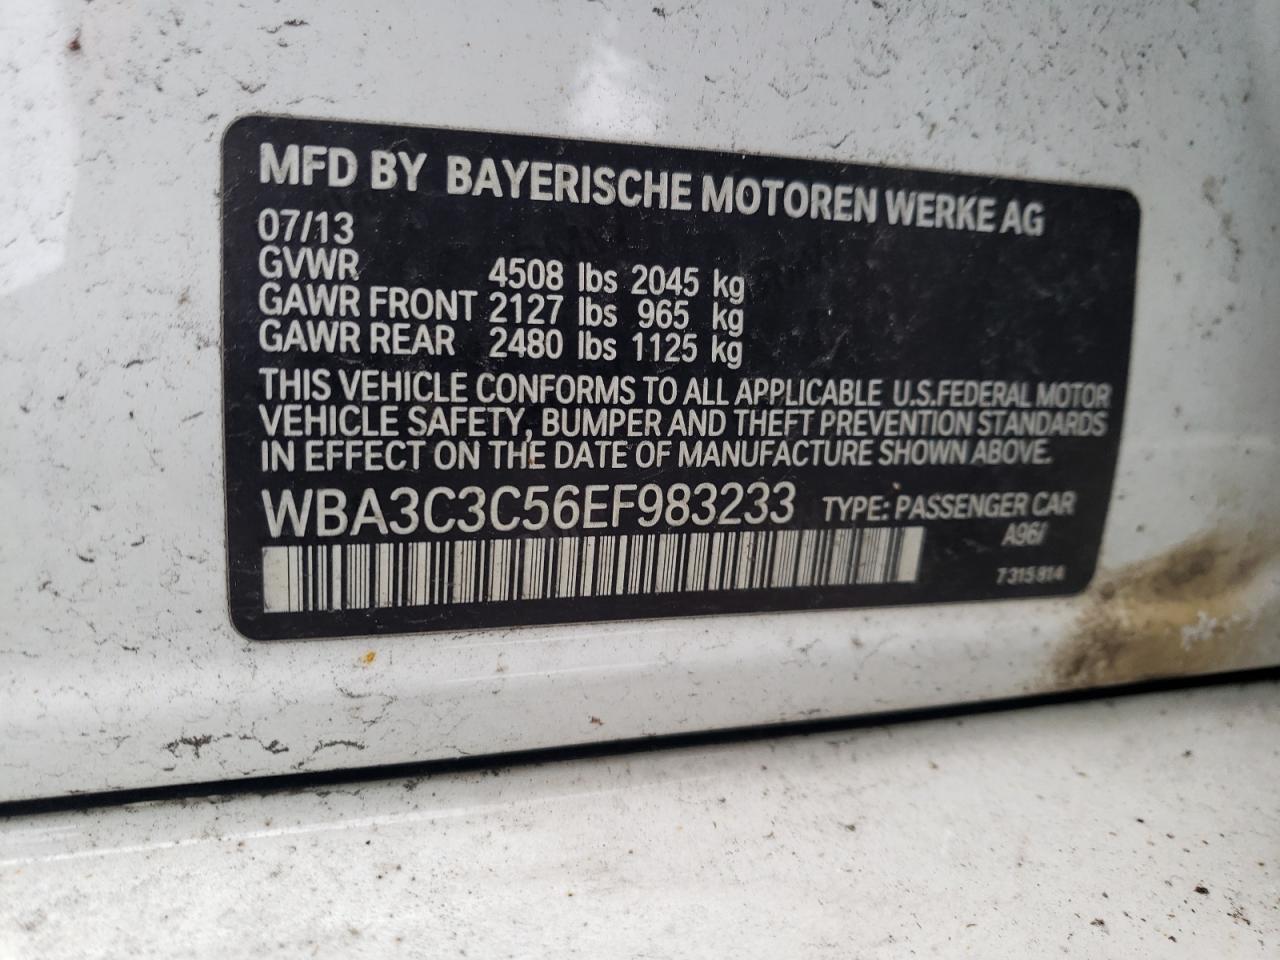 MFD BY BAYERISCHE MOTOREN WERKE AG
07/13
GVWR 4508 lbs 2045 kg
GAWR FRONT 2127 lbs 965 kg
GAWR REAR 2480 lbs 1125 kg
THIS VEHICLE CONFORMS TO ALL APPLICABLE U.S.FEDERAL MOTOR
VEHICLE SAFETY, BUMPER AND THEFT PREVENTION STANDARDS
IN EFFECT ON THE DATE OF MANUFACTURE SHOWN ABOVE.
WBA3C3C56EF983233 TYPE: PASSENGER CAR
A96/
7315814